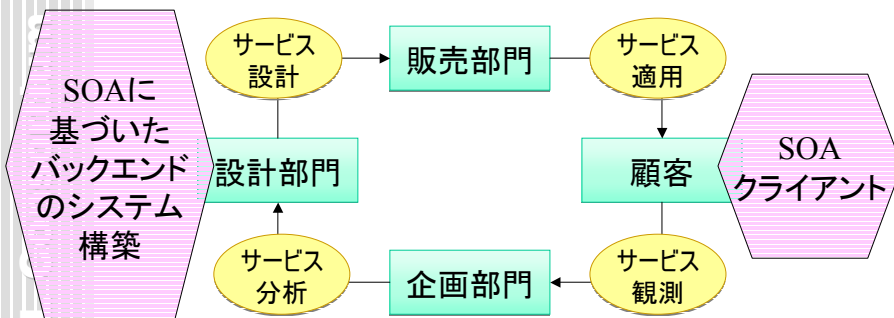 サービス
設計
販売部門
サービス
適用
SOAに
基づいた
バックエンド
のシステム
構築
設計部門
顧客
SOA
クライアント
サービス
分析
企画部門
サービス
観測